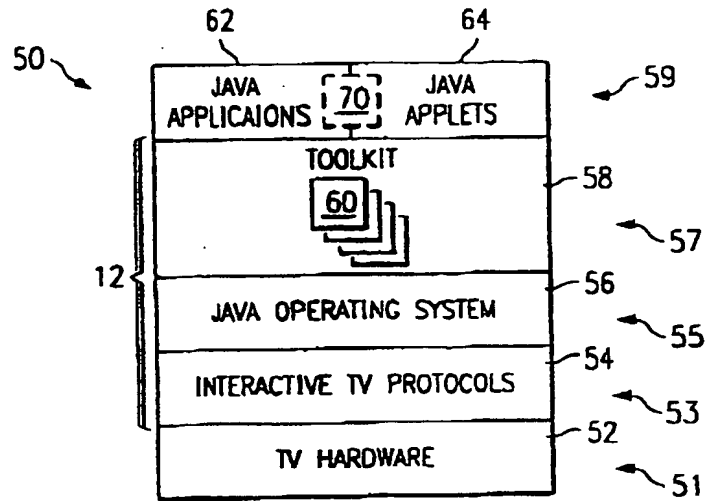 62
64
50
JAVA
APPLICAIONS
70
JAVA
APPLETS
59
TOOLKIT
58
60
57
12
56
JAVA OPERATING SYSTEM
55
54
INTERACTIVE TV PROTOCOLS
53
52
TV HARDWARE
51